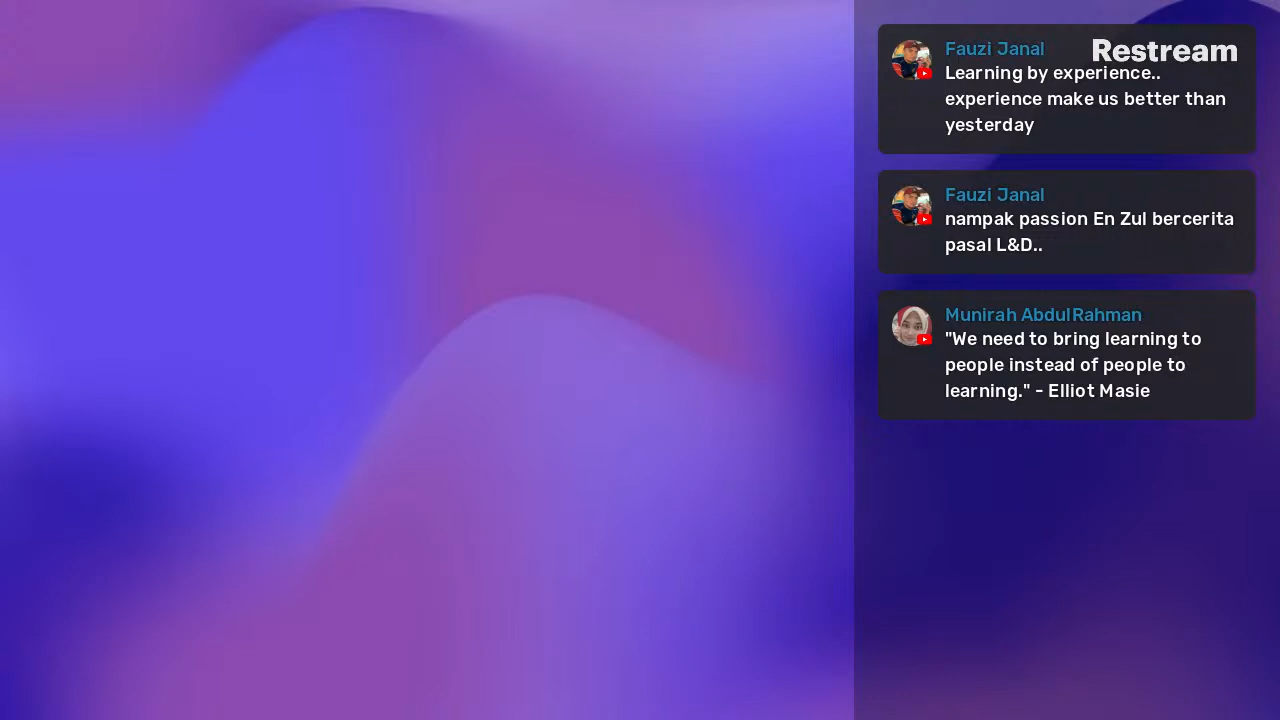 Fauzi Janal
Restream
Learning by experience..
experience make us better than
yesterday
Fauzi Janal
nampak passion En Zul bercerita
pasal L&D..
Munirah AbdulRahman
"We need to bring learning to
people instead of people to
learning." - Elliot Masie